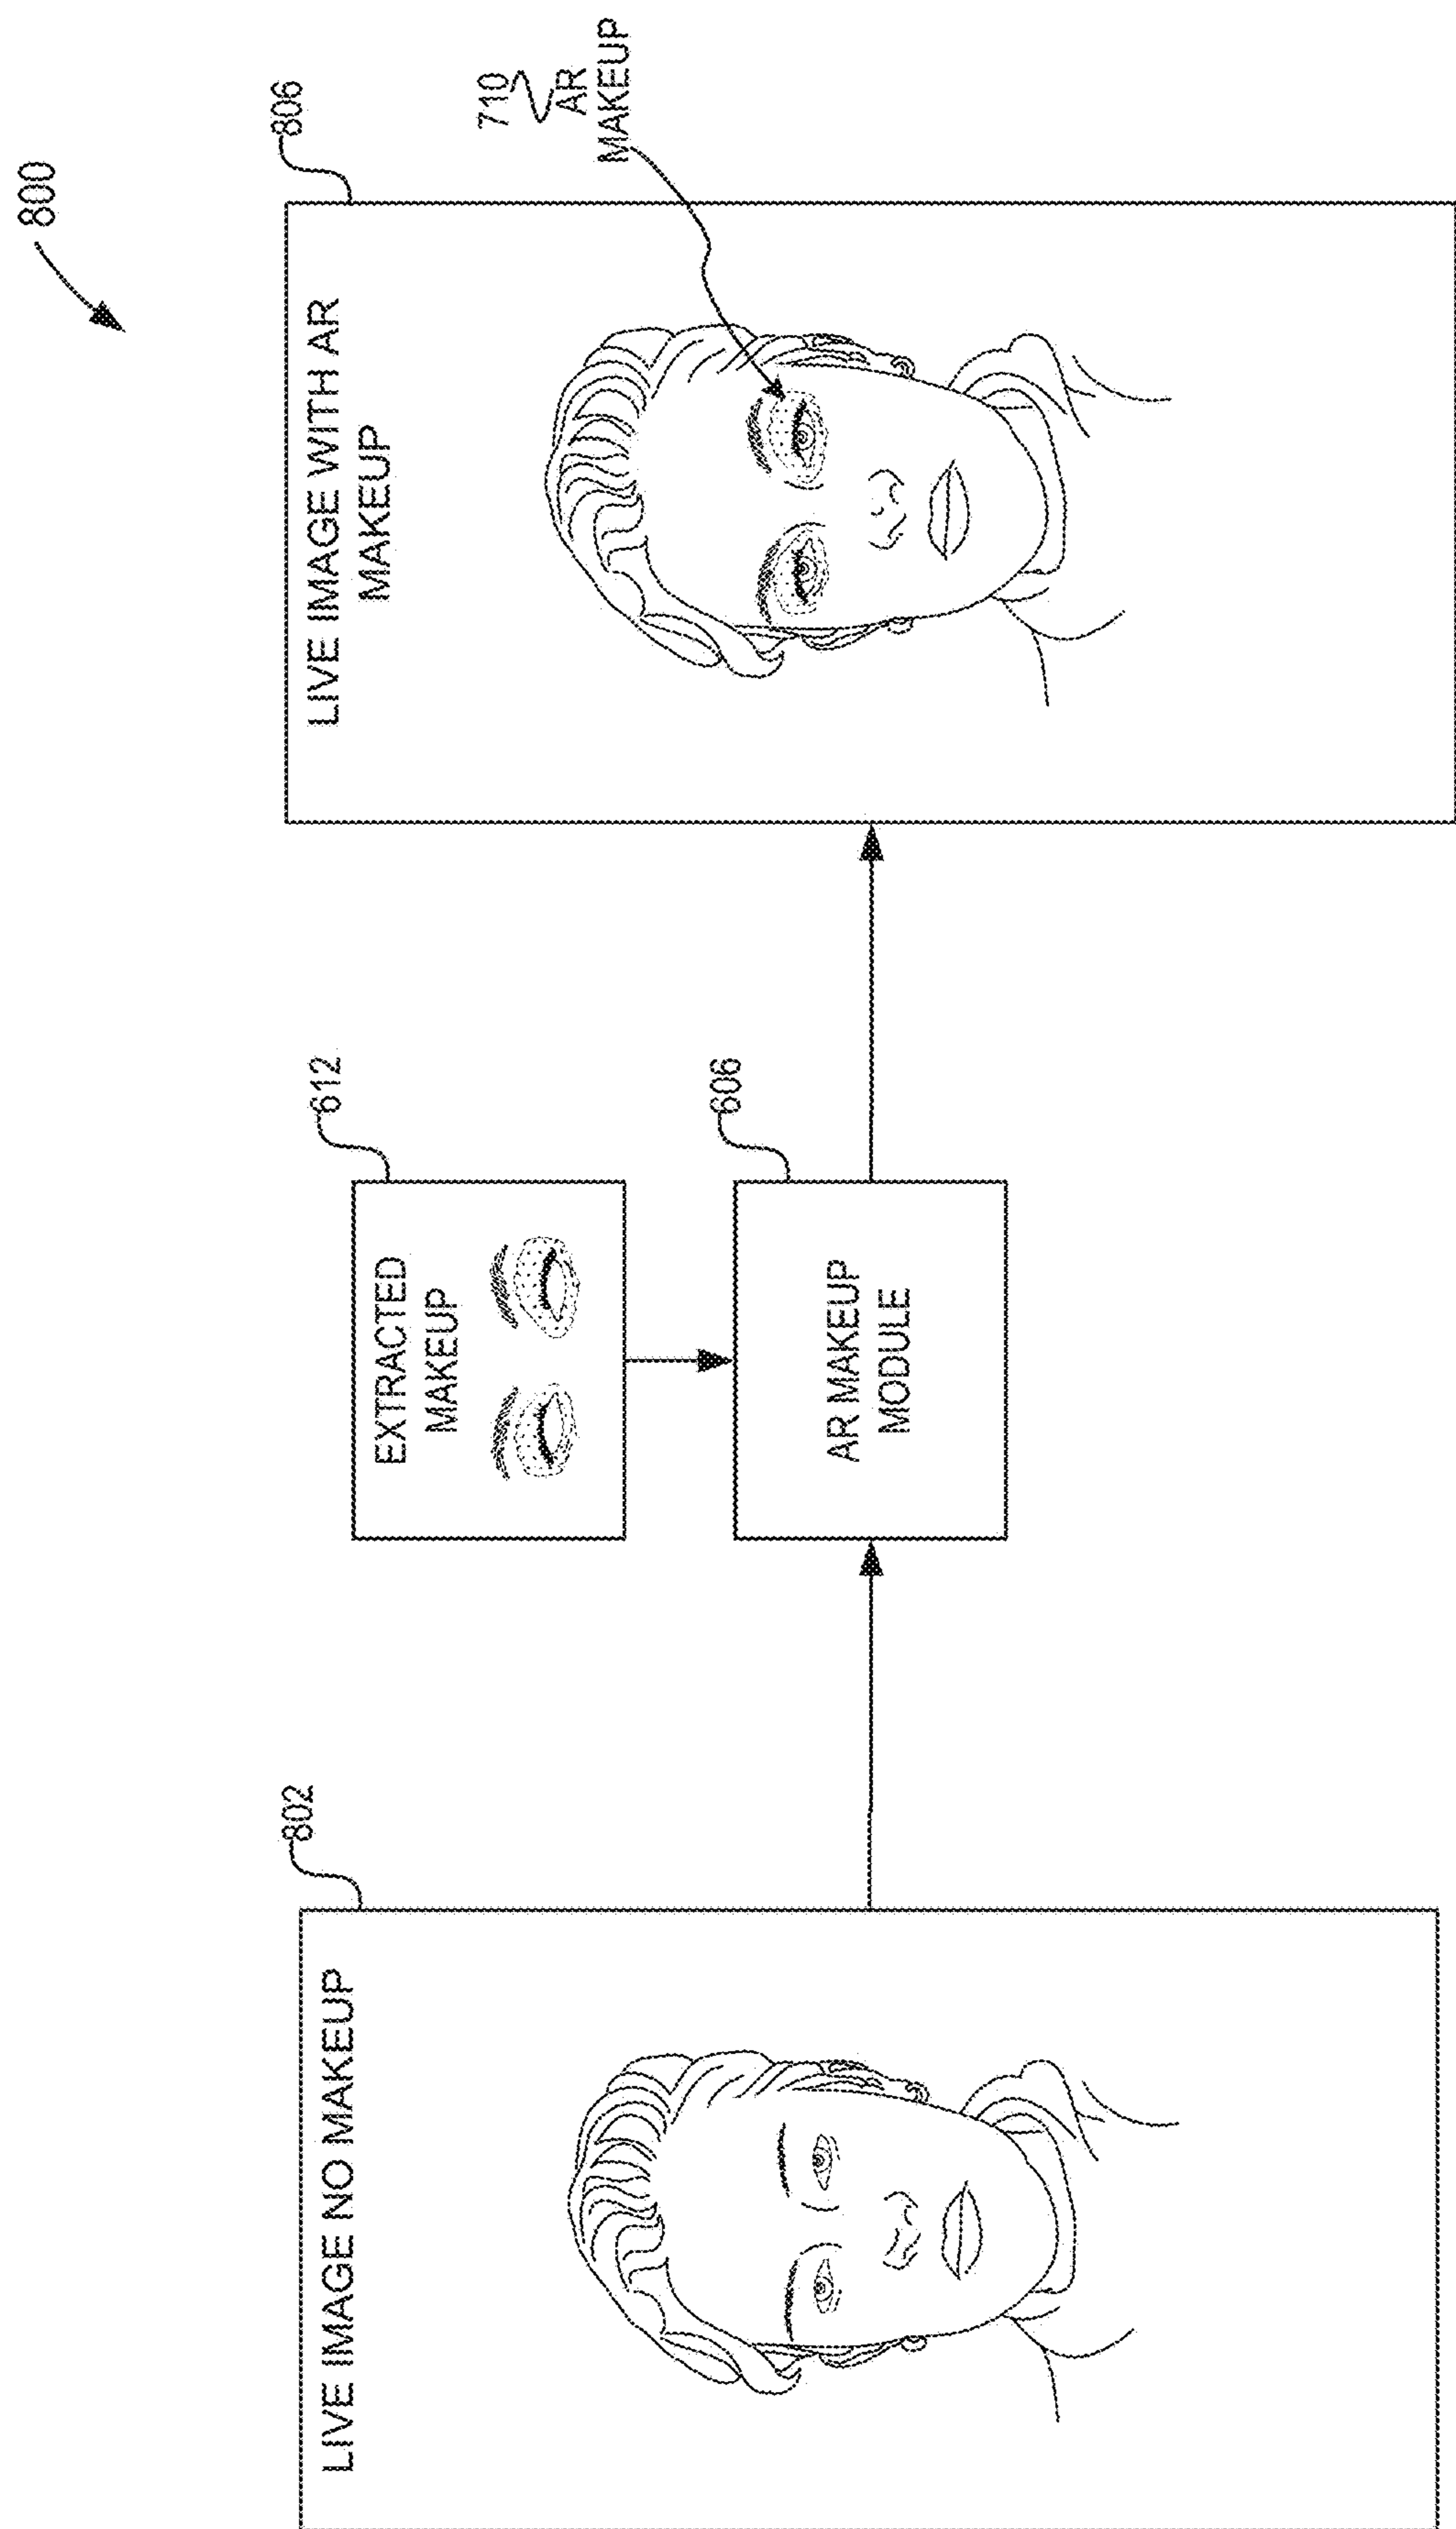 800
LIVE IMAGE NO MAKEUP
802
EXTRACTED
MAKEUP
612
AR MAKEUP
MODULE
606
LIVE IMAGE WITH AR
MAKEUP
806
710
AR
MAKEUP